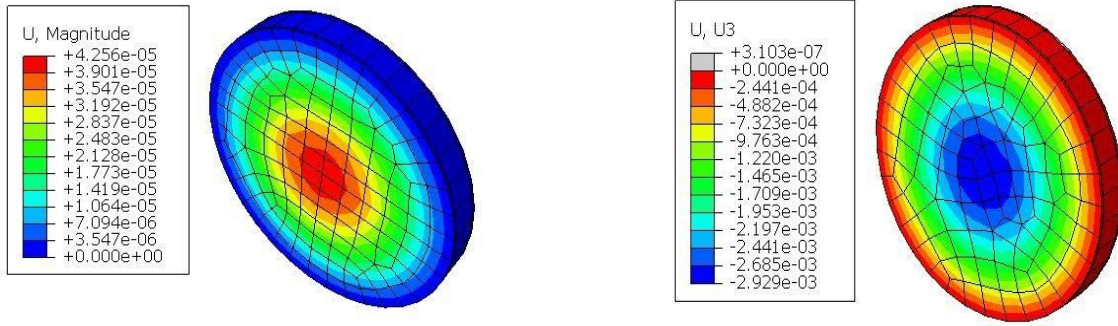 U, Magnitude
+4.256e-05
+3.901e-05
+3.547e-05
+3.192e-05
+2.837e-05
+2.483e-05
+2.128e-05
+1.773e-05
+1.419e-05
+1.064e-05
+7.094e-06
+3.547e-06
+0.000e+00
U, U3
+3.103e-07
+0.000e+00
-2.441e-04
-4.882e-04
-7.323e-04
-9.763e-04
-1.220e-03
-1.465e-03
-1.709e-03
-1.953e-03
-2.197e-03
-2.441e-03
-2.685e-03
-2.929e-03